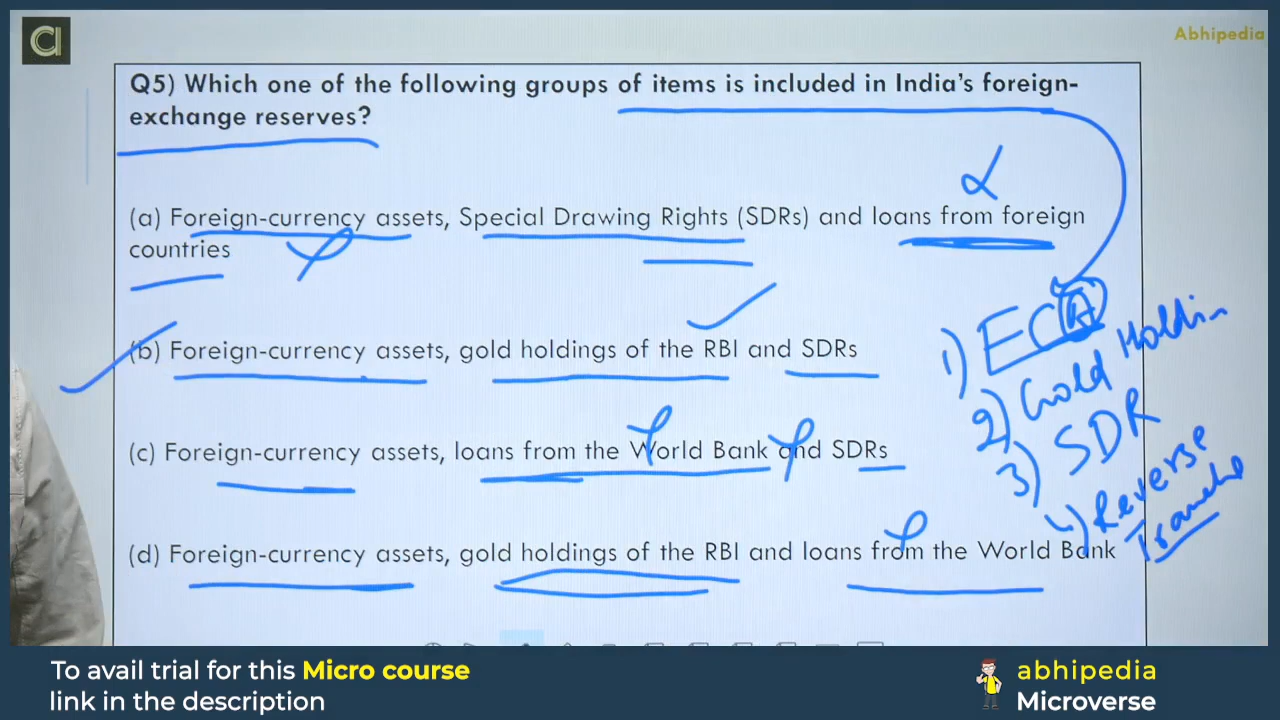 Abhipedia
Q5) Which one of the following groups of items is included in India's foreign-
exchange reserves?
(a) Foreign-currency assets, Special Drawing Rights (SDRs) and loans from foreign
countries
(b) Foreign-currency assets, gold holdings of the RBI and SDRs
(c) Foreign-currency assets, loans from the World Bank and SDRs
(d) Foreign-currency assets, gold holdings of the RBI and loans from the World Bank
1) FCA
2) Gold Holdin
3) SDR
4) Reverse
Tranche
To avail trial for this Micro course
link in the description
abhipedia
Microverse